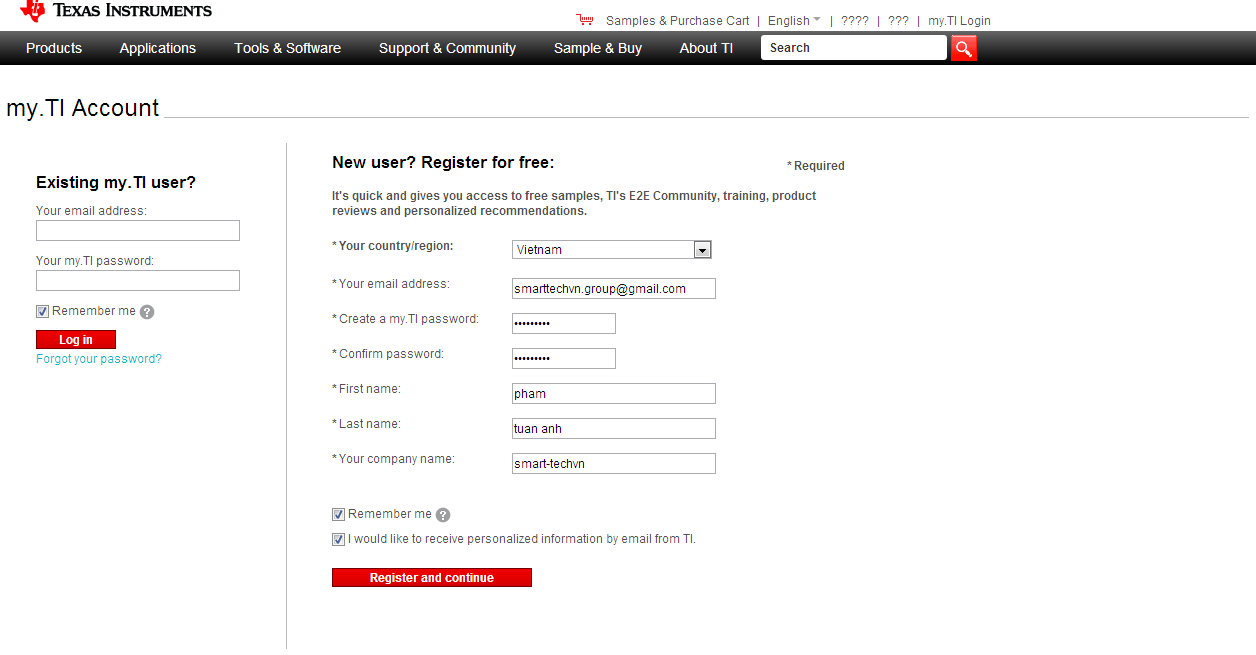 TEXAS INSTRUMENTS
Samples & Purchase Cart | English | ???? | ??? | my.TI Login
Products Applications Tools & Software Support & Community Sample & Buy About TI Search
my.TI Account
Existing my.TI user?
Your email address:
Your my.TI password:
Remember me ?
Log in
Forgot your password?
New user? Register for free:
* Required
It's quick and gives you access to free samples, TI's E2E Community, training, product
reviews and personalized recommendations.
* Your country/region: Vietnam
* Your email address: smarttechvn.group@gmail.com
* Create a my.TI password: •••••••••
* Confirm password: •••••••••
* First name: pham
* Last name: tuan anh
* Your company name: smart-techvn
Remember me ?
I would like to receive personalized information by email from TI.
Register and continue